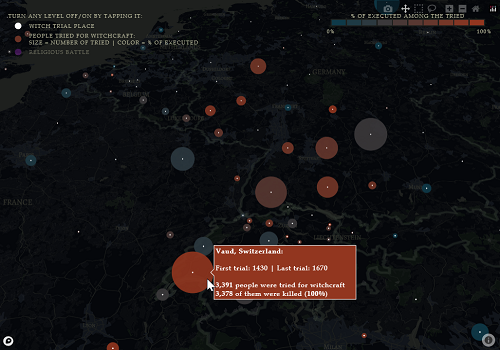 .TURN ANY LEVEL OFF/ON BY TAPPING IT:
WITCH TRIAL PLACE
PEOPLE TRIED FOR WITCHCRAFT:
SIZE = NUMBER OF TRIED | COLOR = % OF EXECUTED
RELIGIOUS BATTLE
% OF EXECUTED AMONG THE TRIED
0%
100%
GERMANY
FRANCE
Vaud, Switzerland:
First trial: 1430 | Last trial: 1670
3,391 people were tried for witchcraft
3,378 of them were killed (100%)